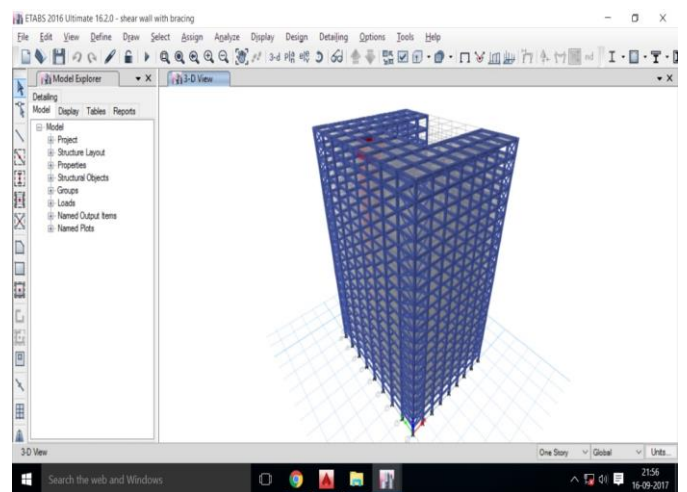 ETABS 2016 Ultimate 16.2.0 - shear wall with bracing
File Edit View Define Draw Select Assign Analyze Display Design Detailing Options Tools Help
3-d
nd
Model Explorer
3-D View
Detailing
Model Display Tables Reports
Model
Project
Structure Layout
Properties
Structural Objects
Groups
Loads
Named Output Items
Named Plots
3-D View
One Story
Global
Units...
Search the web and Windows
21:56
16-09-2017